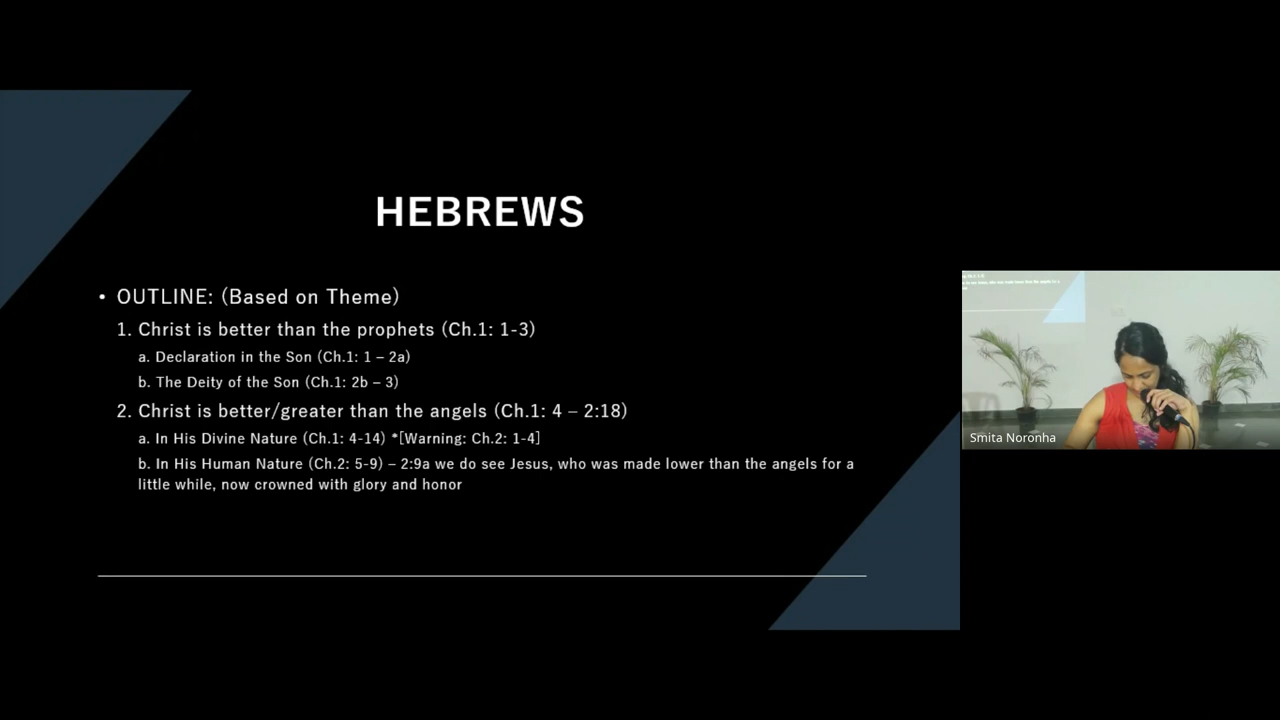 HEBREWS
• OUTLINE: (Based on Theme)
1. Christ is better than the prophets (Ch.1: 1-3)
a. Declaration in the Son (Ch.1: 1 – 2a)
b. The Deity of the Son (Ch.1: 2b – 3)
2. Christ is better/greater than the angels (Ch.1: 4 – 2:18)
a. In His Divine Nature (Ch.1: 4-14) *[Warning: Ch.2: 1-4]
b. In His Human Nature (Ch.2: 5-9) – 2:9a we do see Jesus, who was made lower than the angels for a
little while, now crowned with glory and honor
Smita Noronha